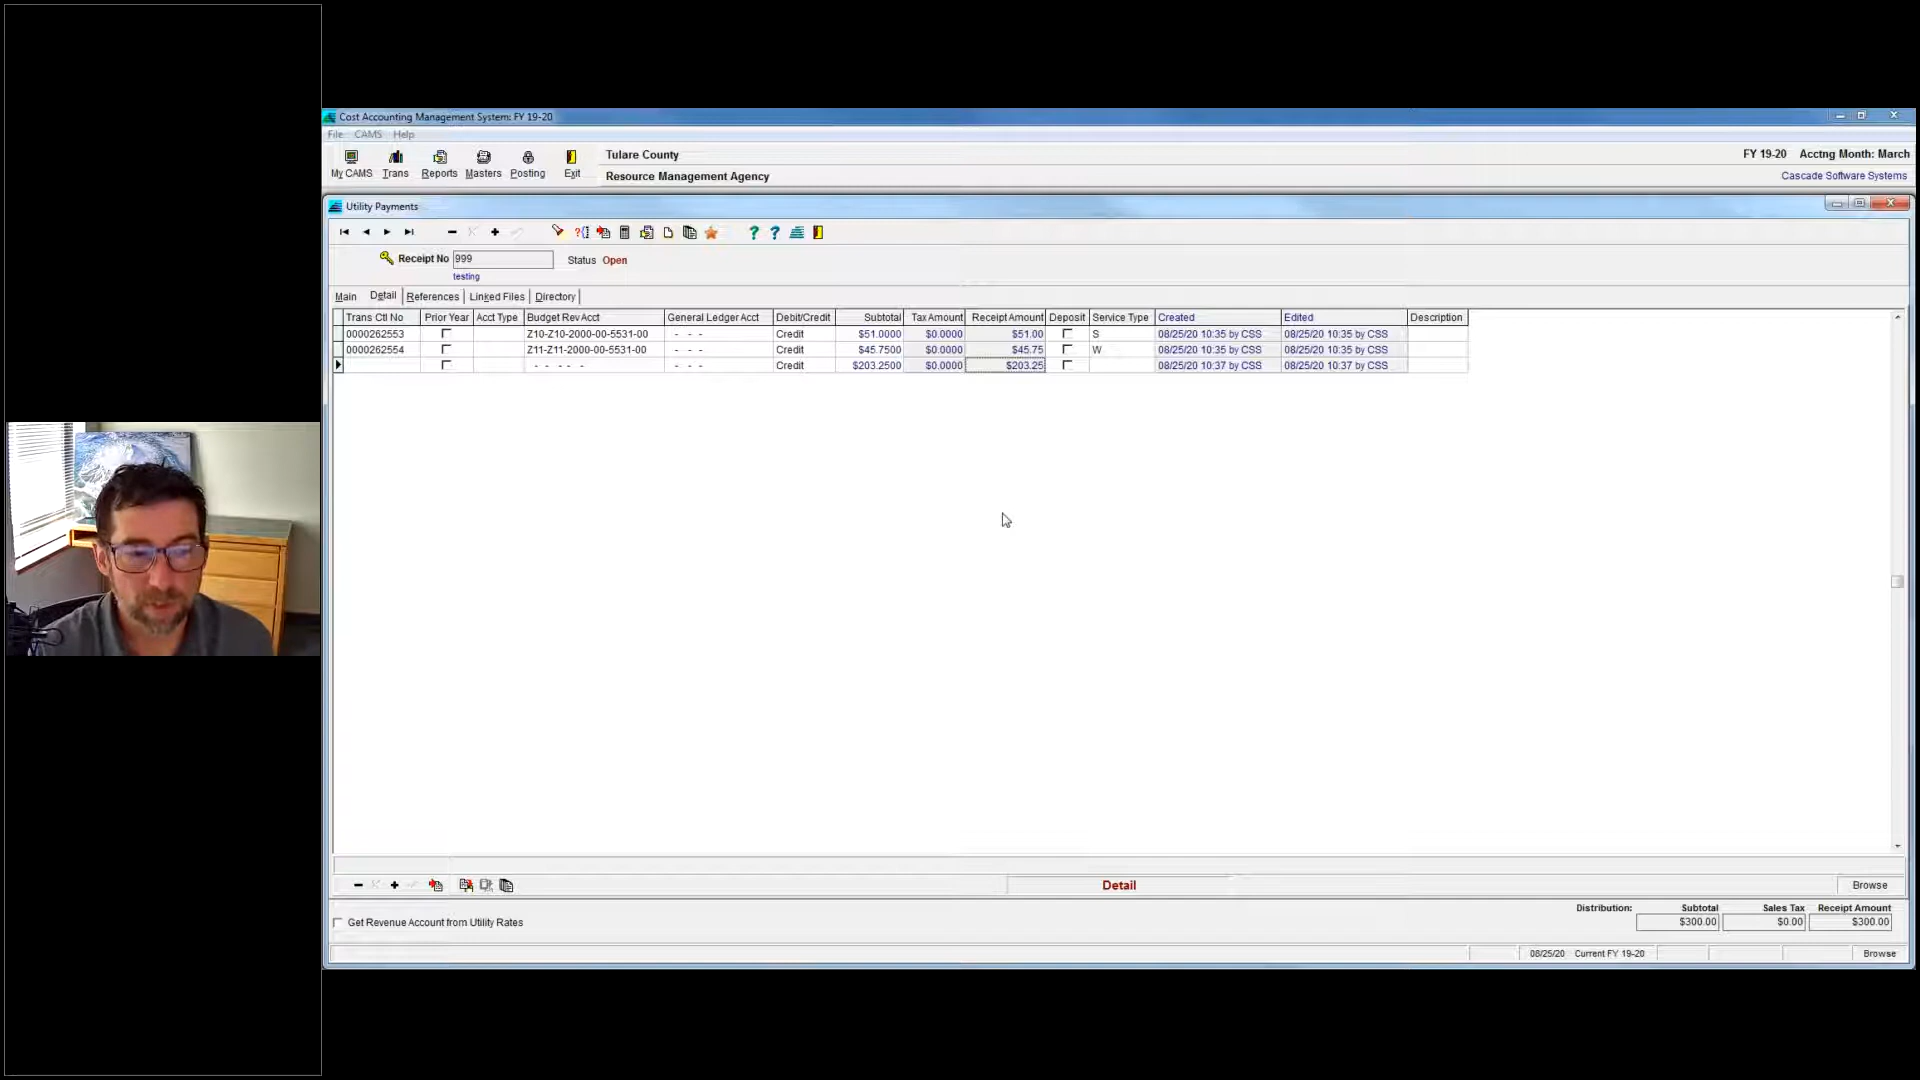 Cost Accounting Management System: FY 19-20
File CAMS Help
My CAMS Trans Reports Masters Posting Exit
Tulare County
Resource Management Agency
FY 19-20 Acctng Month: March
Cascade Software Systems
Utility Payments
Receipt No 999 Status Open
testing
Main Detail References Linked Files Directory
Trans Ctl No Prior Year Acct Type Budget Rev Acct General Ledger Acct Debit/Credit Subtotal Tax Amount Receipt Amount Deposit Service Type Created Edited Description
0000262553 Z10-Z10-2000-00-5531-00 - - - Credit $51.0000 $0.0000 $51.00 S 08/25/20 10:35 by CSS 08/25/20 10:35 by CSS
0000262554 Z11-Z11-2000-00-5531-00 - - - Credit $45.7500 $0.0000 $45.75 W 08/25/20 10:35 by CSS 08/25/20 10:35 by CSS
- - - - - - - - Credit $203.2500 $0.0000 $203.25 08/25/20 10:37 by CSS 08/25/20 10:37 by CSS
Detail Browse
Get Revenue Account from Utility Rates
Distribution: Subtotal Sales Tax Receipt Amount
$300.00 $0.00 $300.00
08/25/20 Current FY 19-20 Browse